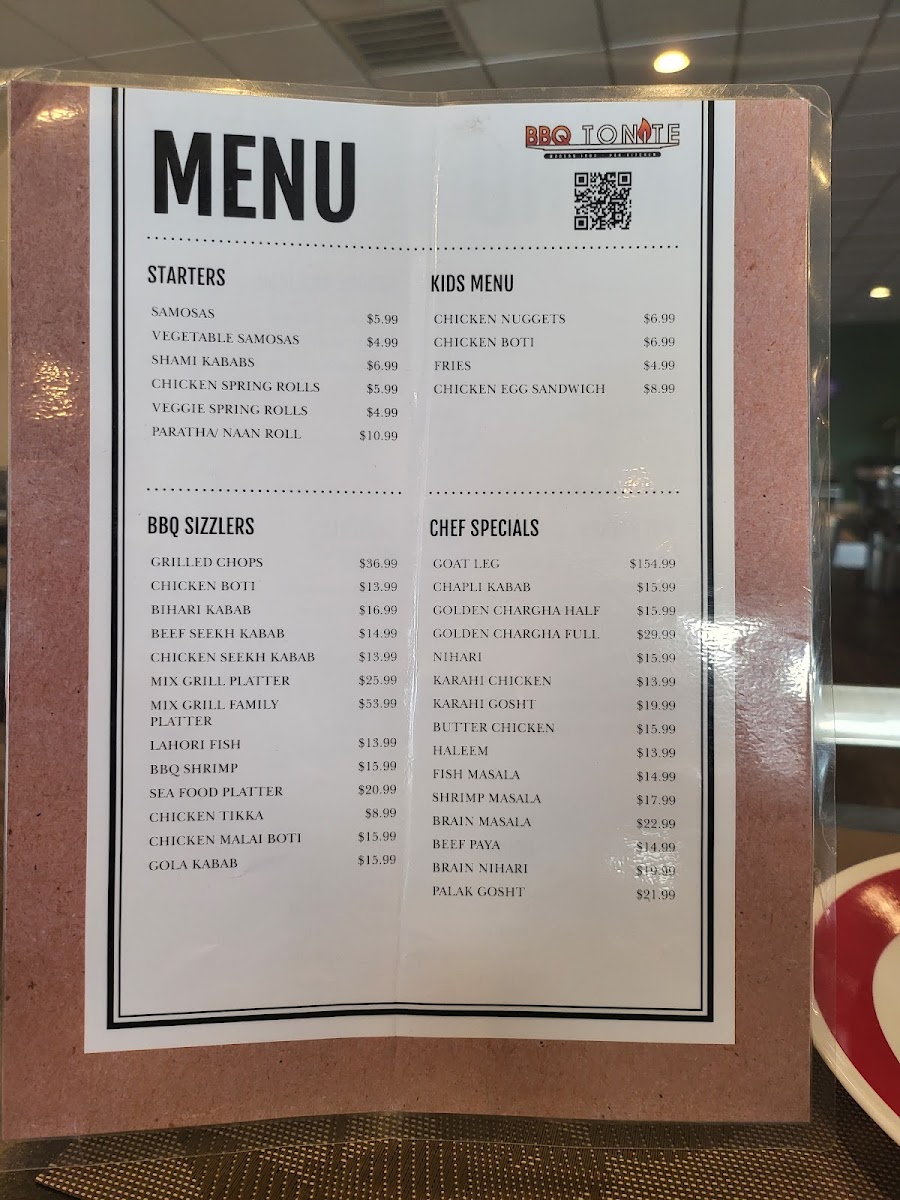 MENU
BBQ TONITE
STARTERS
SAMOSAS $5.99
VEGETABLE SAMOSAS $4.99
SHAMI KABABS $6.99
CHICKEN SPRING ROLLS $5.99
VEGGIE SPRING ROLLS $4.99
PARATHA/ NAAN ROLL $10.99
KIDS MENU
CHICKEN NUGGETS $6.99
CHICKEN BOTI $6.99
FRIES $4.99
CHICKEN EGG SANDWICH $8.99
BBQ SIZZLERS
GRILLED CHOPS $36.99
CHICKEN BOTI $13.99
BIHARI KABAB $16.99
BEEF SEEKH KABAB $14.99
CHICKEN SEEKH KABAB $13.99
MIX GRILL PLATTER $25.99
MIX GRILL FAMILY $53.99
PLATTER
LAHORI FISH $13.99
BBQ SHRIMP $15.99
SEA FOOD PLATTER $20.99
CHICKEN TIKKA $8.99
CHICKEN MALAI BOTI $15.99
GOLA KABAB $15.99
CHEF SPECIALS
GOAT LEG $154.99
CHAPLI KABAB $15.99
GOLDEN CHARGHA HALF $15.99
GOLDEN CHARGHA FULL $29.99
NIHARI $15.99
KARAHI CHICKEN $13.99
KARAHI GOSHT $19.99
BUTTER CHICKEN $15.99
HALEEM $13.99
FISH MASALA $14.99
SHRIMP MASALA $17.99
BRAIN MASALA $22.99
BEEF PAYA $14.99
BRAIN NIHARI $19.99
PALAK GOSHT $21.99